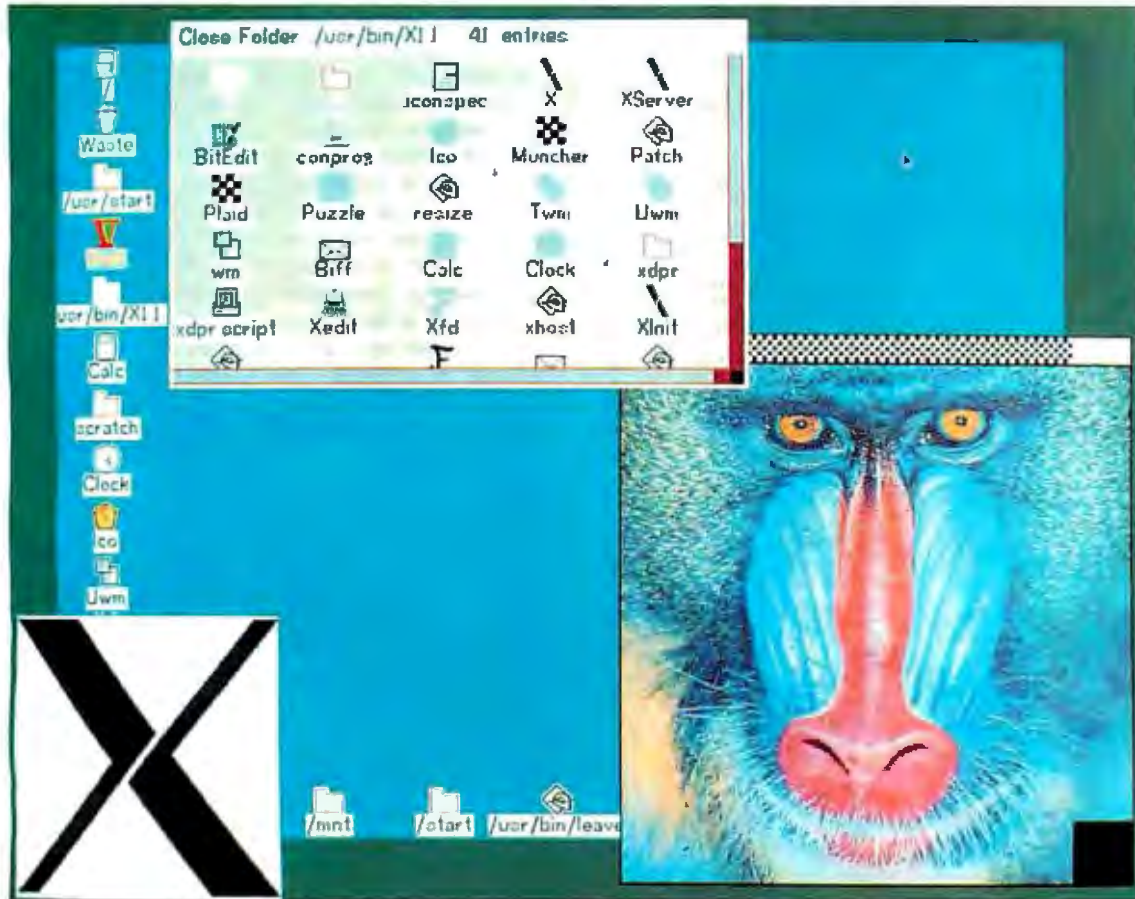 Close Folder /usr/bin/X11 41 entries
iconspec X XServer
BitEdit conpros Ico Muncher Patch
Plaid Puzzle resize Twm Uwm
wm Biff Calc Clock xdpr
xdpr script Xedit Xfd xhost XInit
Waste
/usr/start
usr/bin/X11
Calc
scratch
Clock
Ico
Uwm
X
/mnt /start /usr/bin/leave